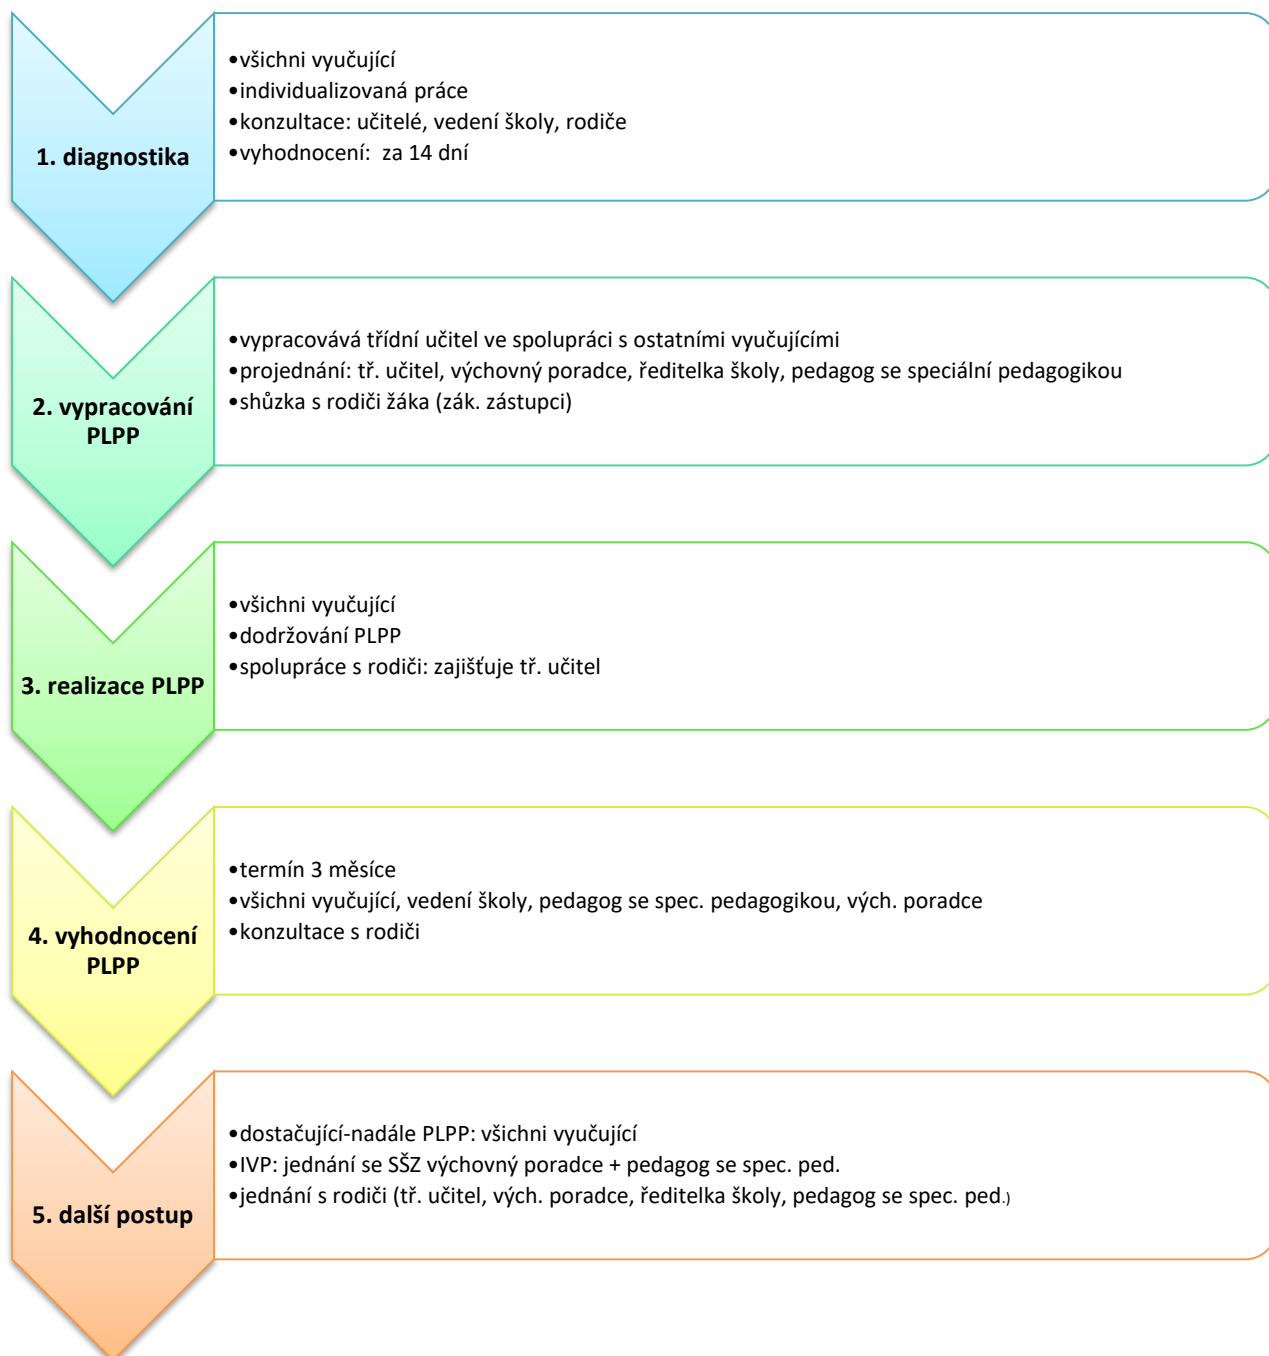 1. diagnostika
•všichni vyučující
•individualizovaná práce
•konzultace: učitelé, vedení školy, rodiče
•vyhodnocení:  za 14 dní
2. vypracování
PLPP
•vypracovává třídní učitel ve spolupráci s ostatními vyučujícími
•projednání: tř. učitel, výchovný poradce, ředitelka školy, pedagog se speciální pedagogikou
•shůzka s rodiči žáka (zák. zástupci)
3. realizace PLPP
•všichni vyučující
•dodržování PLPP
•spolupráce s rodiči: zajišťuje tř. učitel
4. vyhodnocení
PLPP
•termín 3 měsíce
•všichni vyučující, vedení školy, pedagog se spec. pedagogikou, vých. poradce
•konzultace s rodiči
5. další postup
•dostačující-nadále PLPP: všichni vyučující
•IVP: jednání se SŠZ výchovný poradce + pedagog se spec. ped.
•jednání s rodiči (tř. učitel, vých. poradce, ředitelka školy, pedagog se spec. ped.)